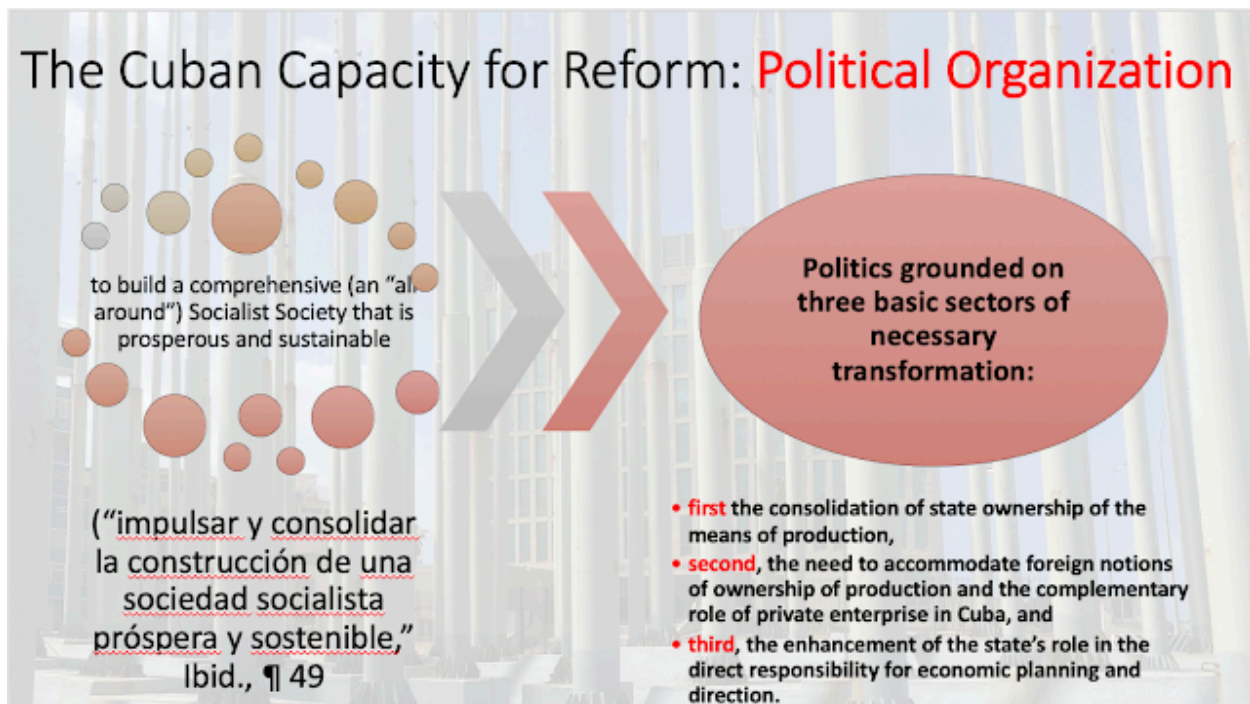 The Cuban Capacity for Reform: Political Organization
to build a comprehensive (an “all
around”) Socialist Society that is
prosperous and sustainable
(“impulsar y consolidar
la construcción de una
sociedad socialista
próspera y sostenible,”
Ibid., ¶ 49
Politics grounded on
three basic sectors of
necessary
transformation:
• first the consolidation of state ownership of the
means of production,
• second, the need to accommodate foreign notions
of ownership of production and the complementary
role of private enterprise in Cuba, and
• third, the enhancement of the state’s role in the
direct responsibility for economic planning and
direction.